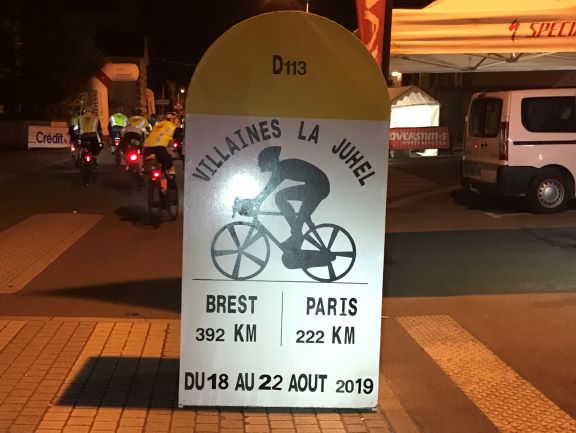 D113
VILLAINES LA JUHEL
BREST
392 KM
PARIS
222 KM
DU 18 AU 22 AOUT 2019
Crédit
SPECI
OVERSTIM.S